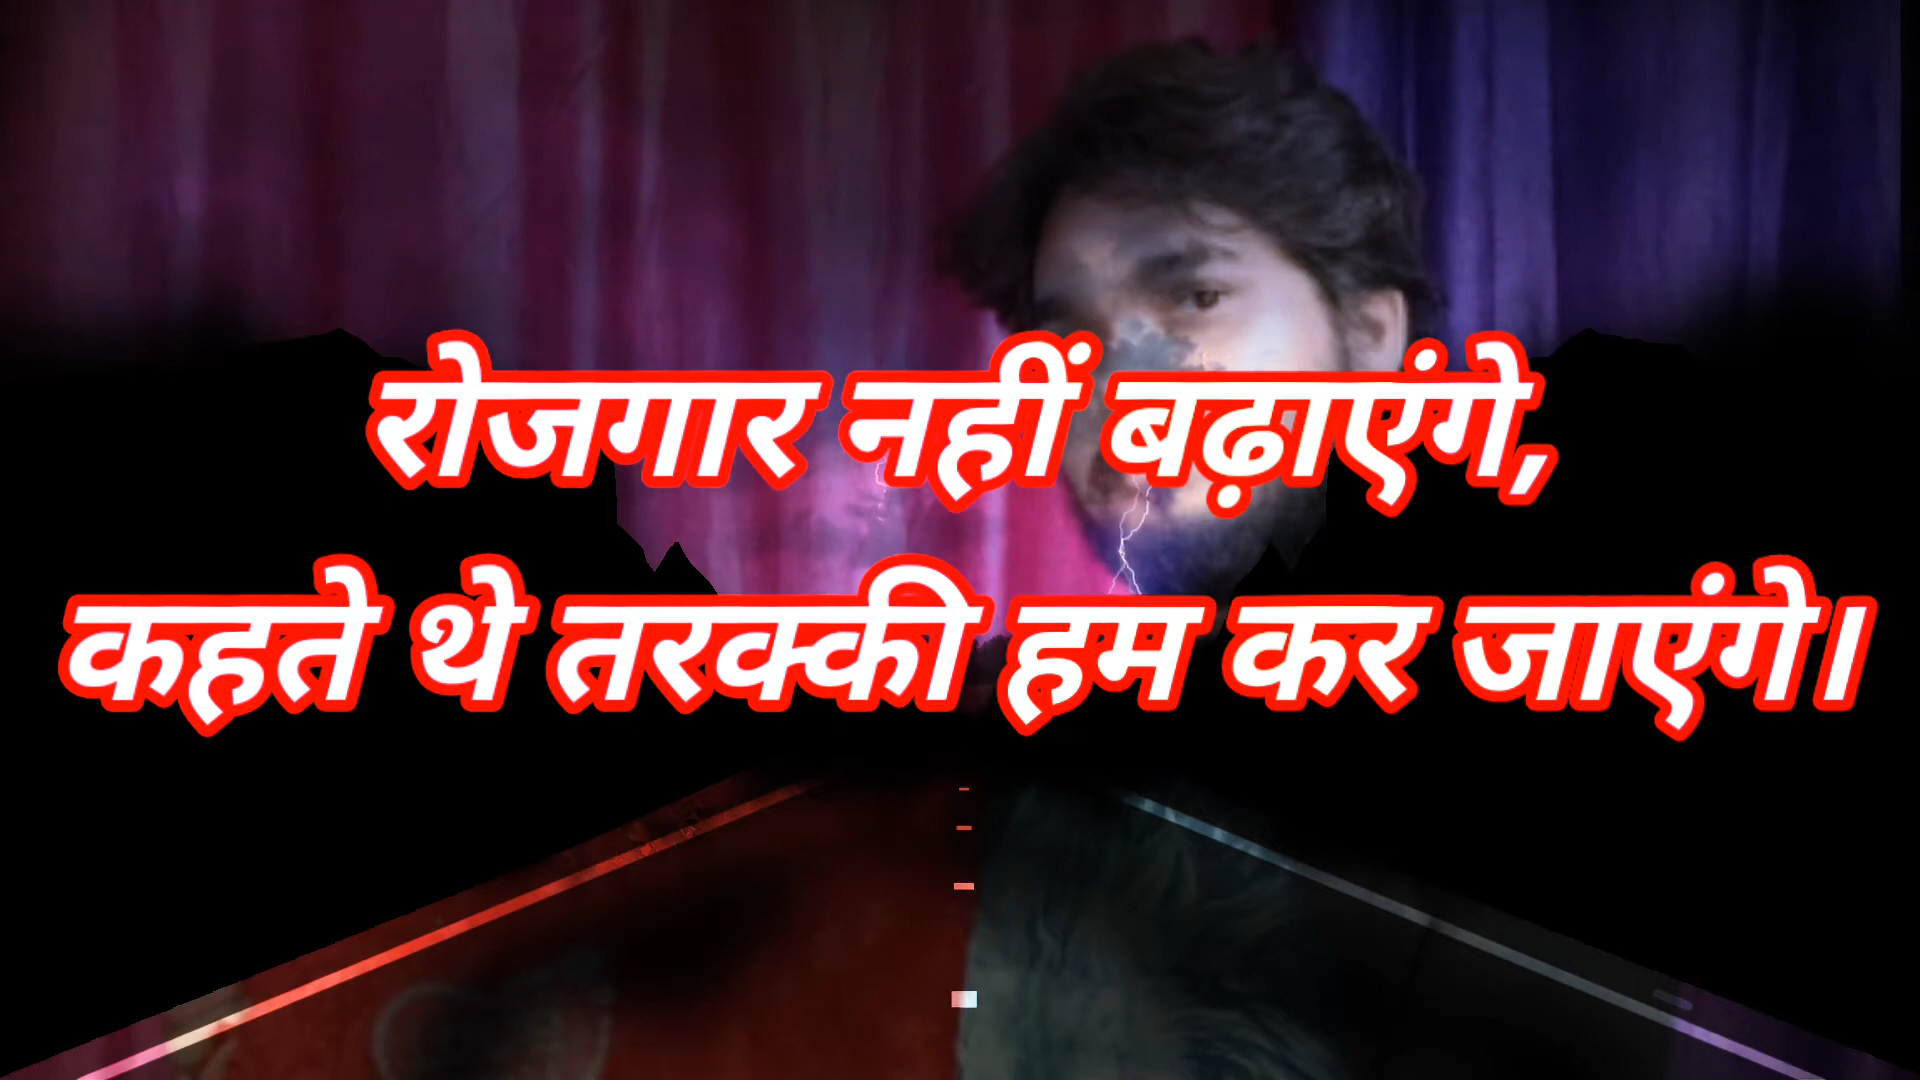 रोजगार नहीं बढ़ाएंगे,
कहते थे तरक्की हम कर जाएंगे।